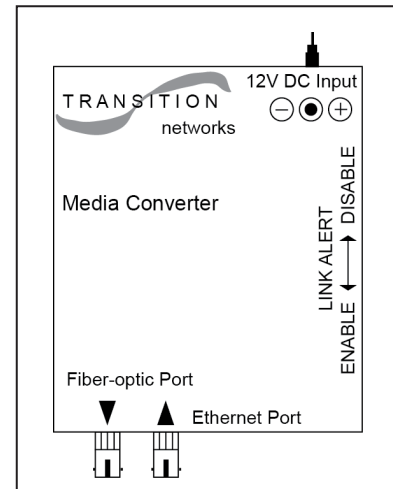 12V DC Input
TRANSITION
networks
Media Converter
LINK ALERT
DISABLE
ENABLE
Fiber-optic Port
Ethernet Port